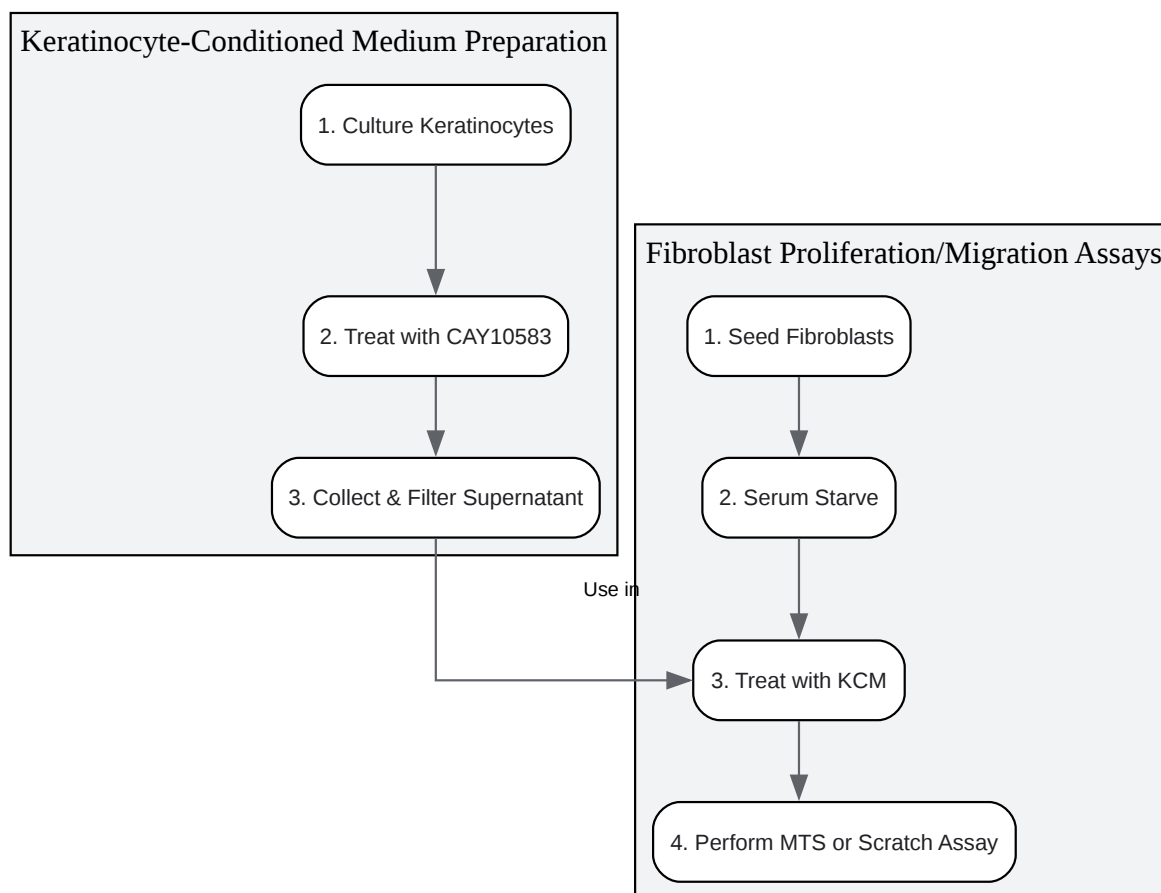 Keratinocyte-Conditioned Medium Preparation
1. Culture Keratinocytes
2. Treat with CAY10583
3. Collect & Filter Supernatant
Use in
Fibroblast Proliferation/Migration Assays
1. Seed Fibroblasts
2. Serum Starve
3. Treat with KCM
4. Perform MTS or Scratch Assay